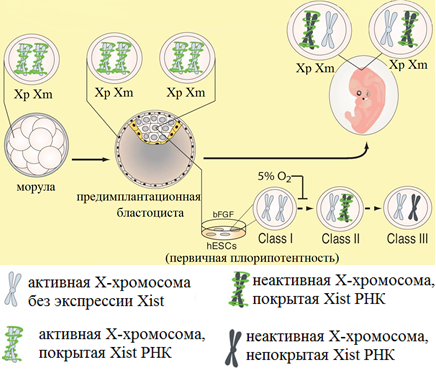 Xp Xm
Xp Xm
Xp Xm
Xp Xm
Xp Xm
морула
предимплантационная
бластоциста
5% O₂
bFGF
hESCs
Class I
Class II
Class III
(первичная плюрипотентность)
активная X-хромосома
без экспрессии Xist
неактивная X-хромосома,
покрытая Xist РНК
активная X-хромосома,
покрытая Xist РНК
неактивная X-хромосома,
непокрытая Xist РНК